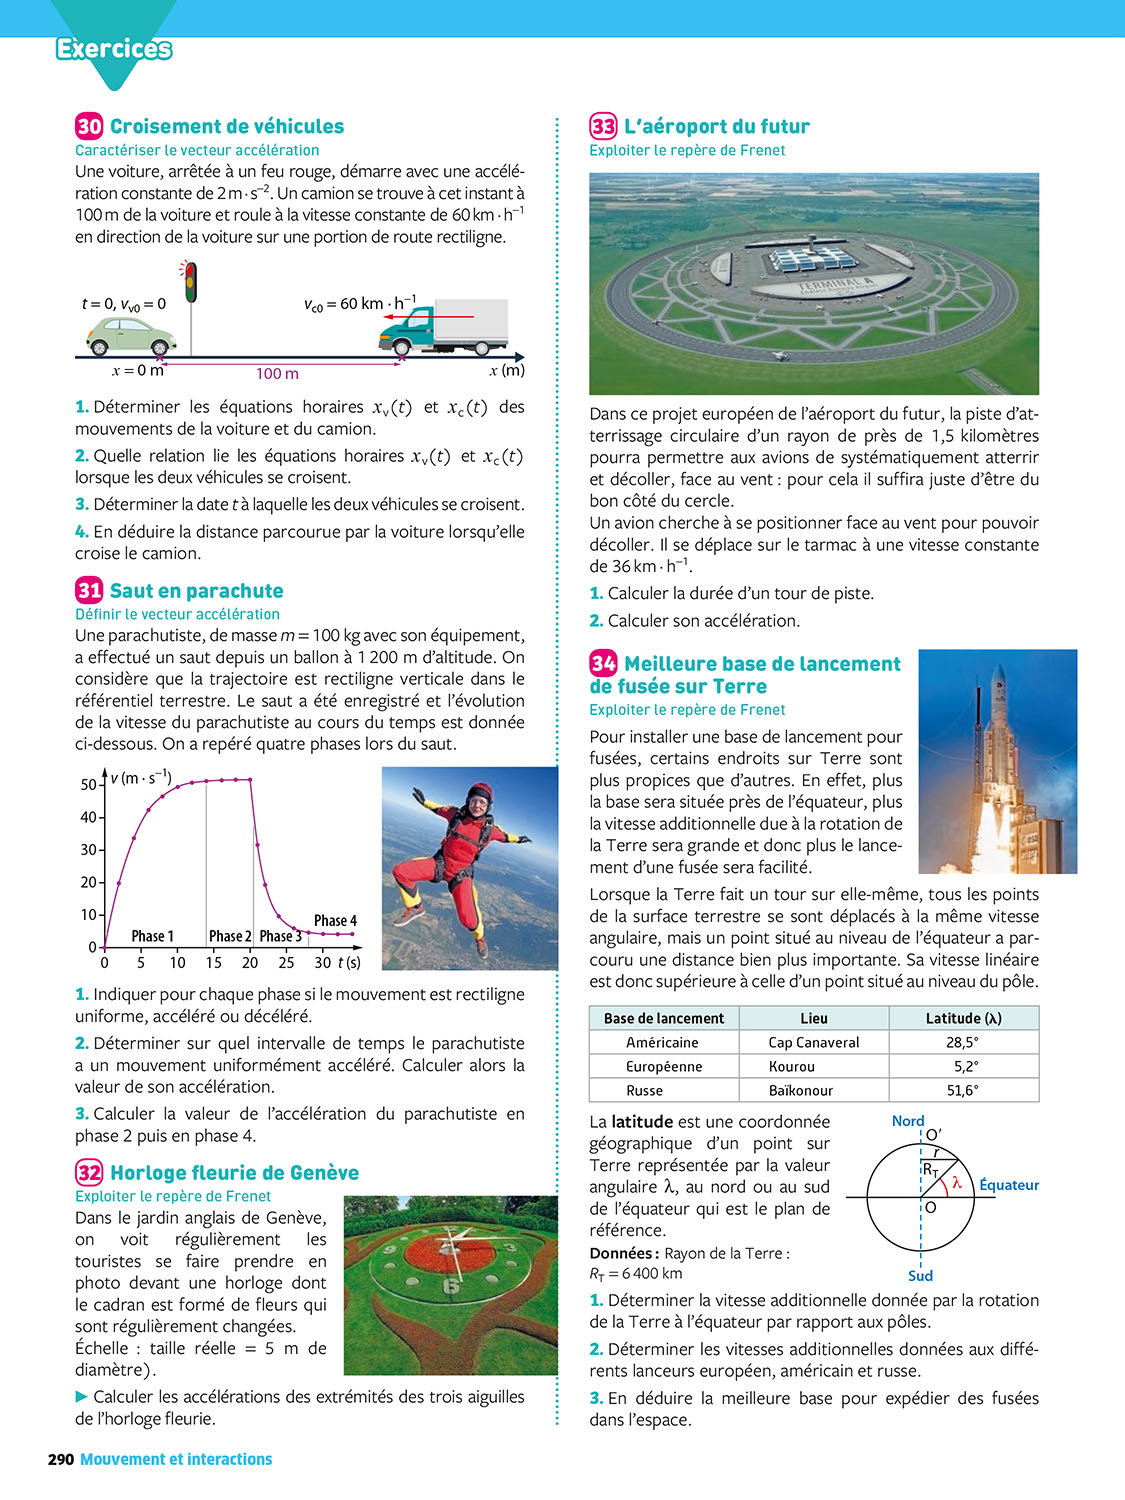 Exercices
30 Croisement de véhicules
Caractériser le vecteur accélération
Une voiture, arrêtée à un feu rouge, démarre avec une accélé-
ration constante de 2 m · s⁻². Un camion se trouve à cet instant à
100 m de la voiture et roule à la vitesse constante de 60 km · h⁻¹
en direction de la voiture sur une portion de route rectiligne.
t = 0, v_v0 = 0
v_c0 = 60 km · h⁻¹
x = 0 m
100 m
x (m)
1. Déterminer les équations horaires x_v(t) et x_c(t) des
mouvements de la voiture et du camion.
2. Quelle relation lie les équations horaires x_v(t) et x_c(t)
lorsque les deux véhicules se croisent.
3. Déterminer la date t à laquelle les deux véhicules se croisent.
4. En déduire la distance parcourue par la voiture lorsqu'elle
croise le camion.
31 Saut en parachute
Définir le vecteur accélération
Une parachutiste, de masse m = 100 kg avec son équipement,
a effectué un saut depuis un ballon à 1 200 m d'altitude. On
considère que la trajectoire est rectiligne verticale dans le
référentiel terrestre. Le saut a été enregistré et l'évolution
de la vitesse du parachutiste au cours du temps est donnée
ci-dessous. On a repéré quatre phases lors du saut.
v (m · s⁻¹)
50
40
30
20
10
0
Phase 1
Phase 2
Phase 3
Phase 4
0 5 10 15 20 25 30 t (s)
1. Indiquer pour chaque phase si le mouvement est rectiligne
uniforme, accéléré ou décéléré.
2. Déterminer sur quel intervalle de temps le parachutiste
a un mouvement uniformément accéléré. Calculer alors la
valeur de son accélération.
3. Calculer la valeur de l'accélération du parachutiste en
phase 2 puis en phase 4.
32 Horloge fleurie de Genève
Exploiter le repère de Frenet
Dans le jardin anglais de Genève,
on voit régulièrement les
touristes se faire prendre en
photo devant une horloge dont
le cadran est formé de fleurs qui
sont régulièrement changées.
Échelle : taille réelle = 5 m de
diamètre).
9
3
6
► Calculer les accélérations des extrémités des trois aiguilles
de l'horloge fleurie.
33 L'aéroport du futur
Exploiter le repère de Frenet
TERMINAL A
Dans ce projet européen de l'aéroport du futur, la piste d'at-
terrissage circulaire d'un rayon de près de 1,5 kilomètres
pourra permettre aux avions de systématiquement atterrir
et décoller, face au vent : pour cela il suffira juste d'être du
bon côté du cercle.
Un avion cherche à se positionner face au vent pour pouvoir
décoller. Il se déplace sur le tarmac à une vitesse constante
de 36 km · h⁻¹.
1. Calculer la durée d'un tour de piste.
2. Calculer son accélération.
34 Meilleure base de lancement
de fusée sur Terre
Exploiter le repère de Frenet
Pour installer une base de lancement pour
fusées, certains endroits sur Terre sont
plus propices que d'autres. En effet, plus
la base sera située près de l'équateur, plus
la vitesse additionnelle due à la rotation de
la Terre sera grande et donc plus le lance-
ment d'une fusée sera facilité.
Lorsque la Terre fait un tour sur elle-même, tous les points
de la surface terrestre se sont déplacés à la même vitesse
angulaire, mais un point situé au niveau de l'équateur a par-
couru une distance bien plus importante. Sa vitesse linéaire
est donc supérieure à celle d'un point situé au niveau du pôle.
Base de lancement Lieu Latitude (λ)
Américaine Cap Canaveral 28,5°
Européenne Kourou 5,2°
Russe Baïkonour 51,6°
La latitude est une coordonnée
géographique d'un point sur
Terre représentée par la valeur
angulaire λ, au nord ou au sud
de l'équateur qui est le plan de
référence.
Données : Rayon de la Terre :
R_T = 6 400 km
Nord
O′
r
R_T
λ
Équateur
O
Sud
1. Déterminer la vitesse additionnelle donnée par la rotation
de la Terre à l'équateur par rapport aux pôles.
2. Déterminer les vitesses additionnelles données aux diffé-
rents lanceurs européen, américain et russe.
3. En déduire la meilleure base pour expédier des fusées
dans l'espace.
290 Mouvement et interactions